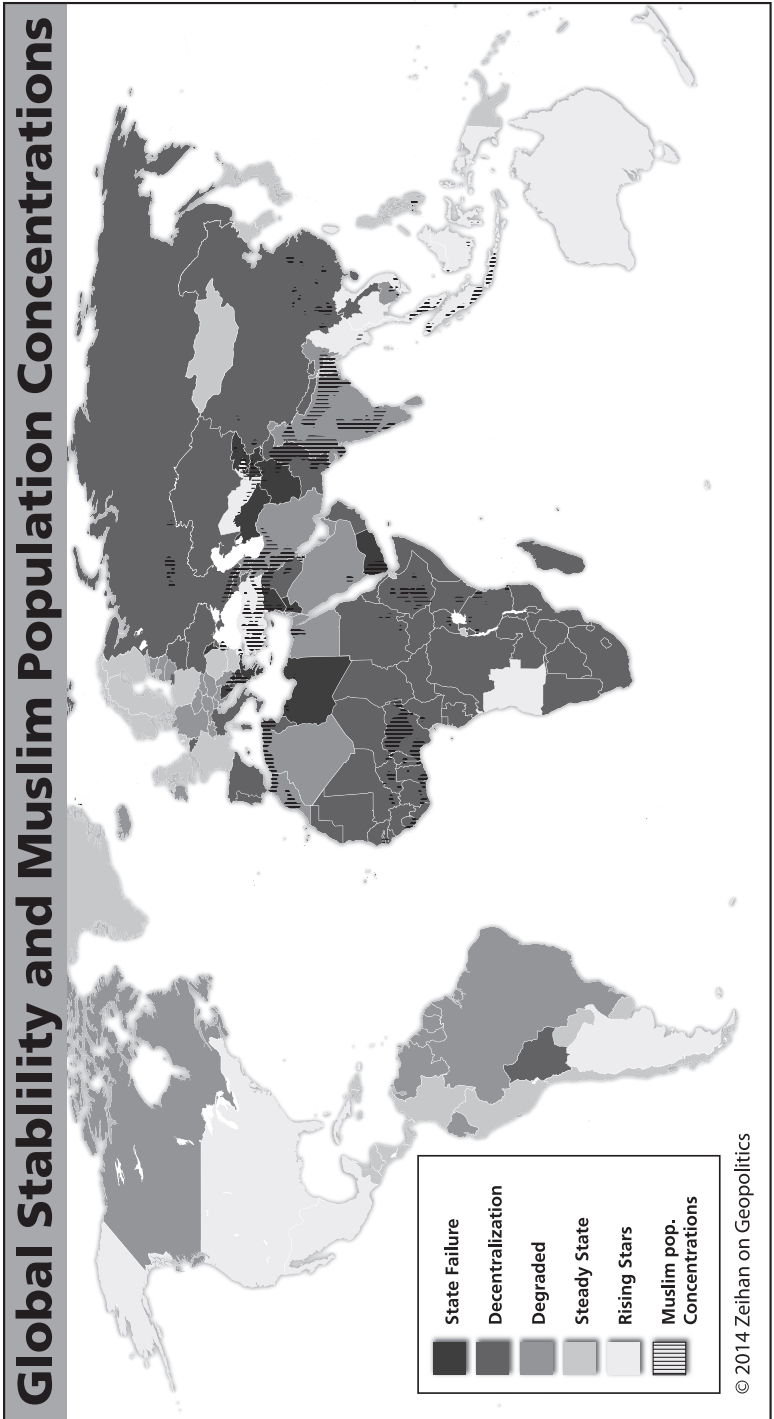 Global Stablility and Muslim Population Concentrations
State Failure
Decentralization
Degraded
Steady State
Rising Stars
Muslim pop.
Concentrations
© 2014 Zeihan on Geopolitics